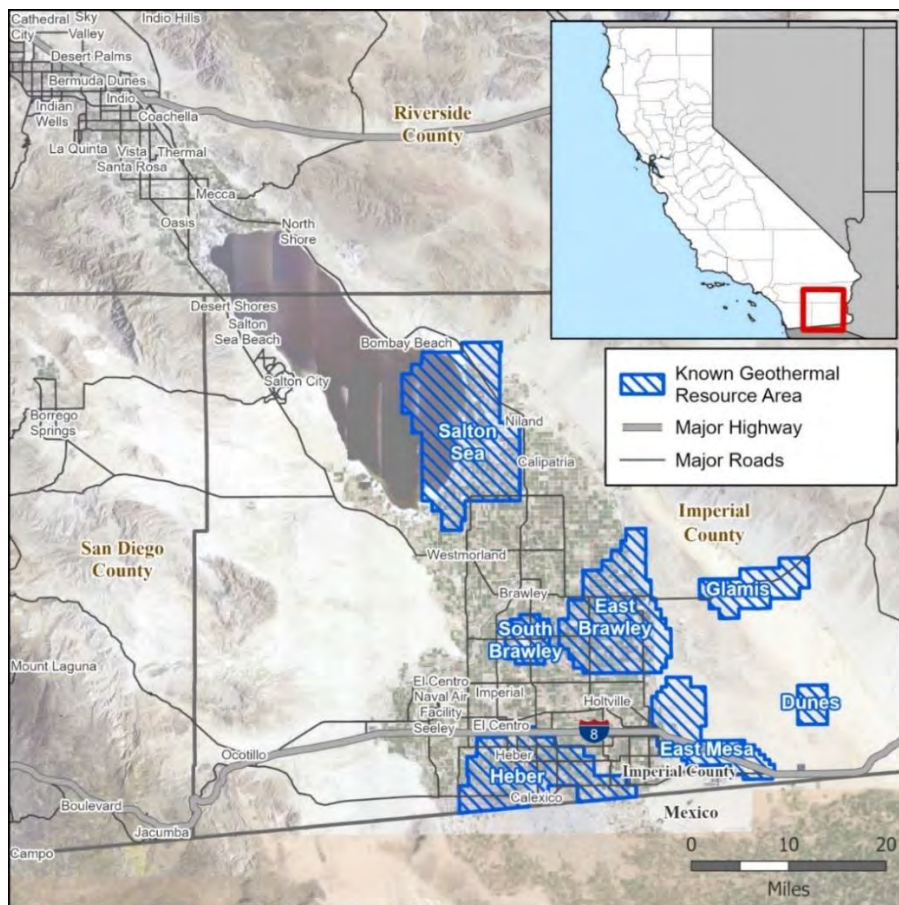 Cathedral
City
Sky
Valley
Indio Hills
Desert Palms
Bermuda Dunes
Indio
Indian
Wells
Coachella
La Quinta
Vista
Santa Rosa
Thermal
Mecca
Oasis
North
Shore
Riverside
County
Desert Shores
Salton
Sea Beach
Bombay Beach
Salton City
Borrego
Springs
Niland
Salton
Sea
Calipatria
Known Geothermal
Resource Area
Major Highway
Major Roads
San Diego
County
Imperial
County
Westmorland
Brawley
Glamis
South
Brawley
East
Brawley
Mount Laguna
El Centro
Naval Air
Facility
Seeley
Imperial
Holtville
Dunes
El Centro
8
Ocotillo
East Mesa
Heber
Heber
Imperial County
Calexico
Boulevard
Jacumba
Mexico
Campo
0
10
20
Miles